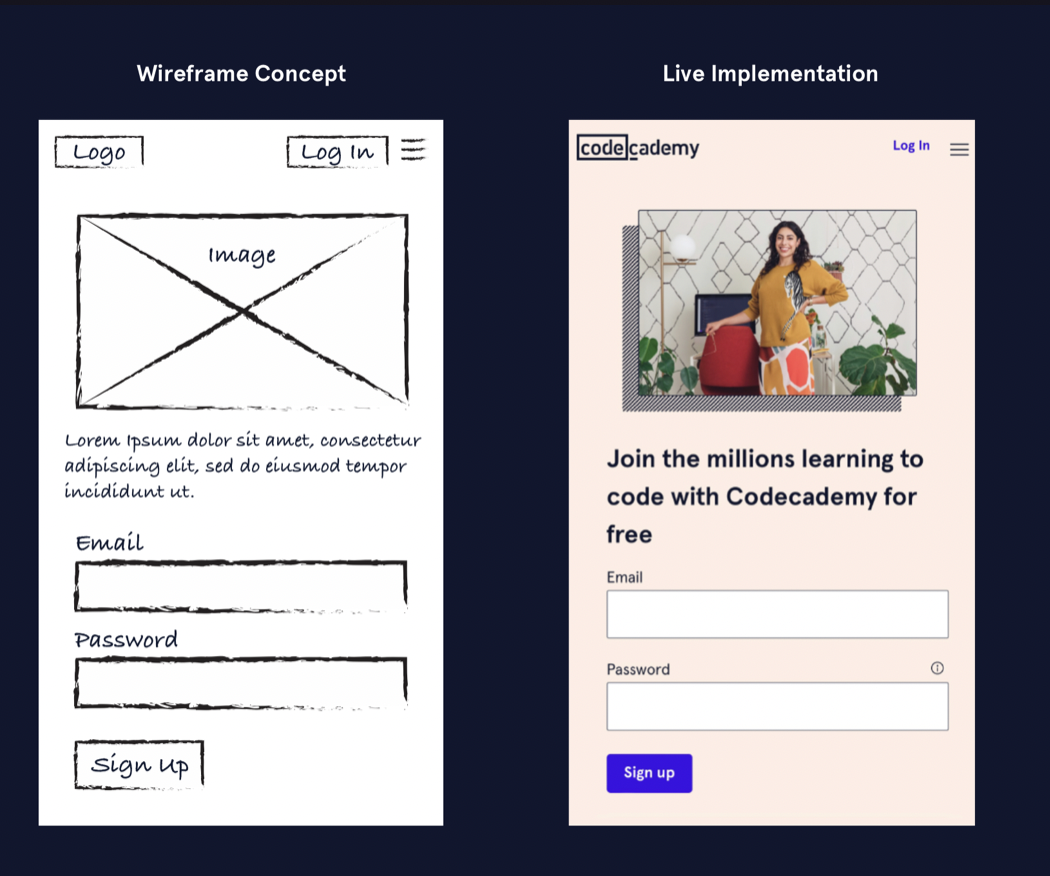 Wireframe Concept
Logo
Log In
Image
Lorem Ipsum dolor sit amet, consectetur
adipiscing elit, sed do eiusmod tempor
incididunt ut.
Email
Password
Sign Up
Live Implementation
codecademy
Log In
Join the millions learning to
code with Codecademy for
free
Email
Password
Sign up